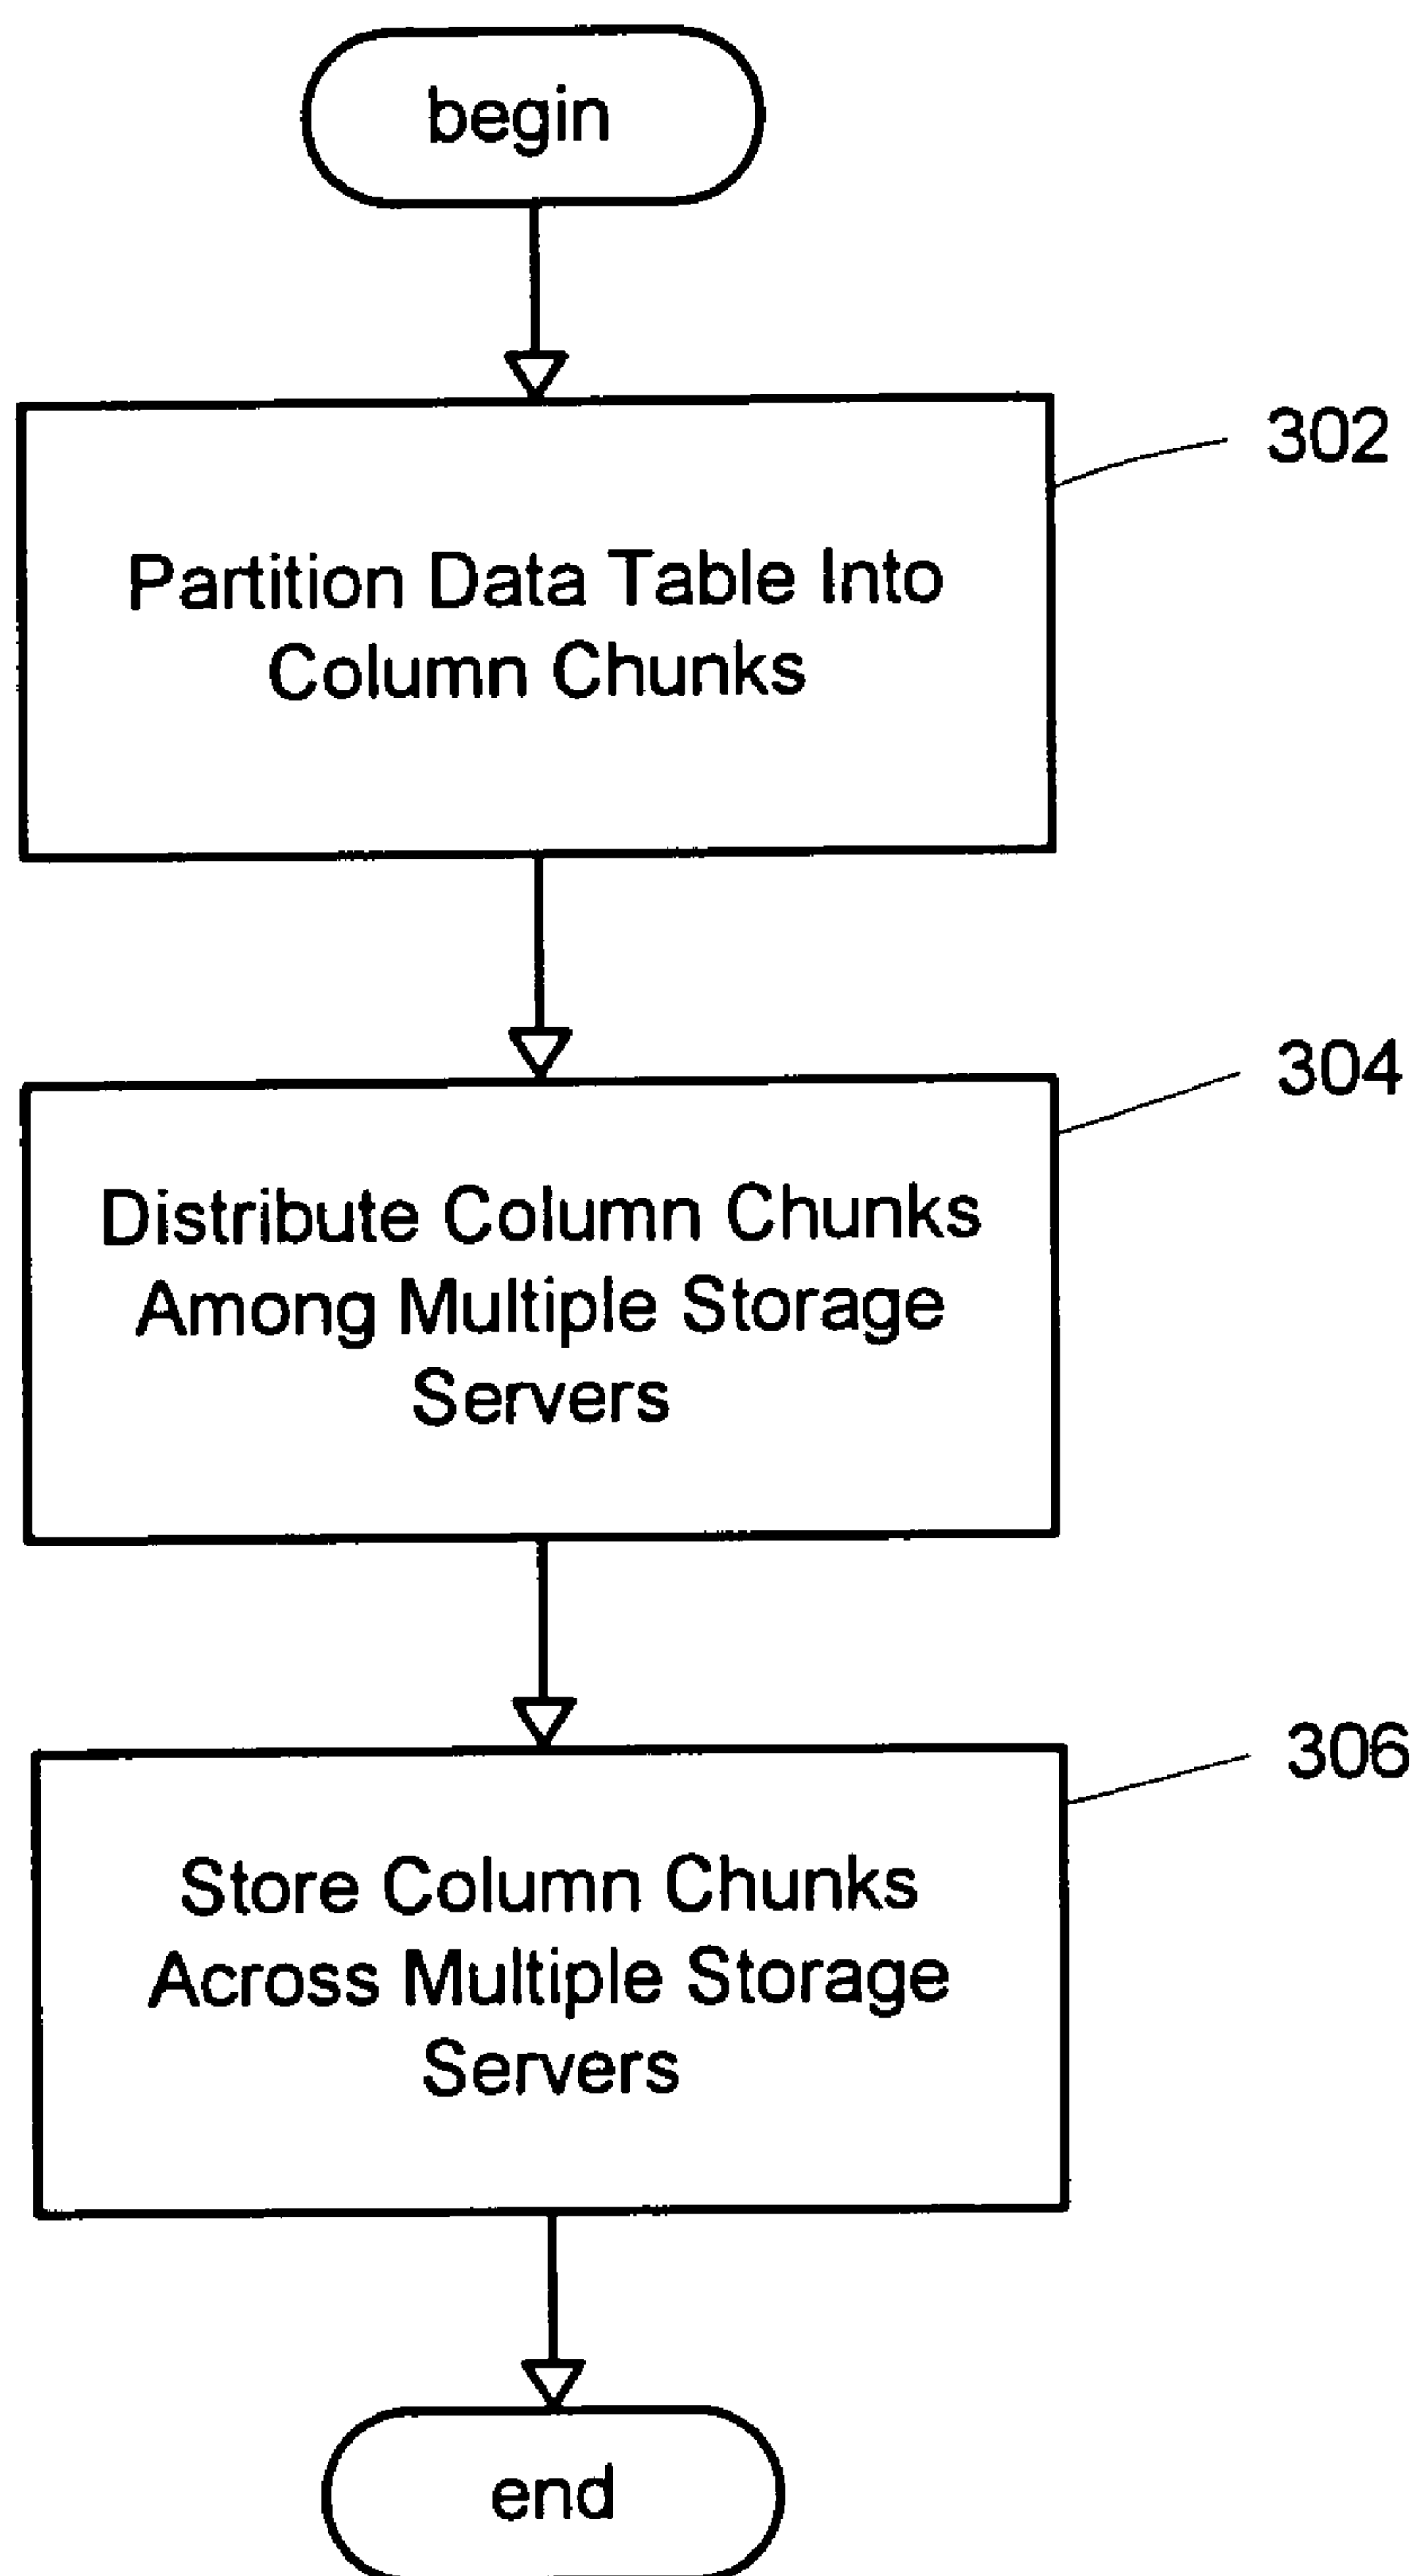 begin
302
Partition Data Table Into
Column Chunks
304
Distribute Column Chunks
Among Multiple Storage
Servers
306
Store Column Chunks
Across Multiple Storage
Servers
end